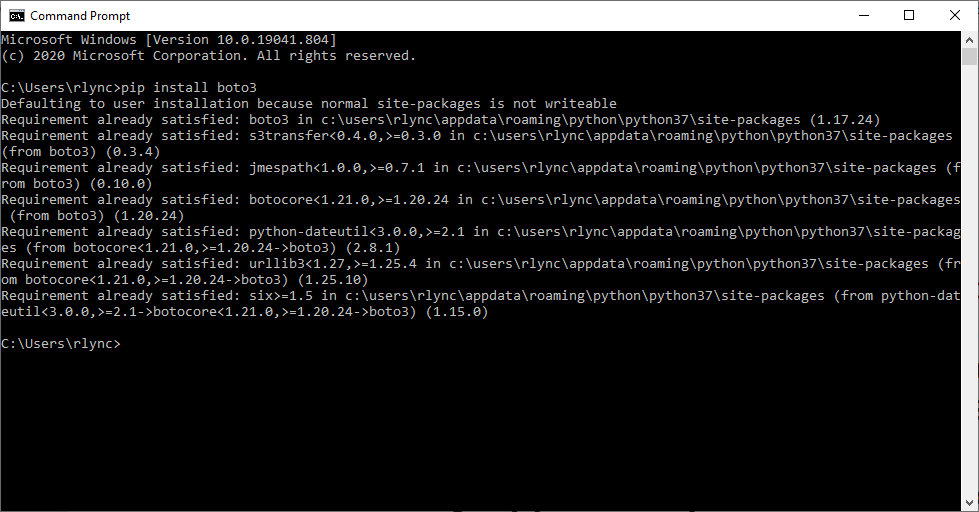 Command Prompt
Microsoft Windows [Version 10.0.19041.804]
(c) 2020 Microsoft Corporation. All rights reserved.
C:\Users\rlync>pip install boto3
Defaulting to user installation because normal site-packages is not writeable
Requirement already satisfied: boto3 in c:\users\rlync\appdata\roaming\python\python37\site-packages (1.17.24)
Requirement already satisfied: s3transfer<0.4.0,>=0.3.0 in c:\users\rlync\appdata\roaming\python\python37\site-packages
(from boto3) (0.3.4)
Requirement already satisfied: jmespath<1.0.0,>=0.7.1 in c:\users\rlync\appdata\roaming\python\python37\site-packages (f
rom boto3) (0.10.0)
Requirement already satisfied: botocore<1.21.0,>=1.20.24 in c:\users\rlync\appdata\roaming\python\python37\site-packages
 (from boto3) (1.20.24)
Requirement already satisfied: python-dateutil<3.0.0,>=2.1 in c:\users\rlync\appdata\roaming\python\python37\site-packag
es (from botocore<1.21.0,>=1.20.24->boto3) (2.8.1)
Requirement already satisfied: urllib3<1.27,>=1.25.4 in c:\users\rlync\appdata\roaming\python\python37\site-packages (fr
om botocore<1.21.0,>=1.20.24->boto3) (1.25.10)
Requirement already satisfied: six>=1.5 in c:\users\rlync\appdata\roaming\python\python37\site-packages (from python-dat
eutil<3.0.0,>=2.1->botocore<1.21.0,>=1.20.24->boto3) (1.15.0)
C:\Users\rlync>